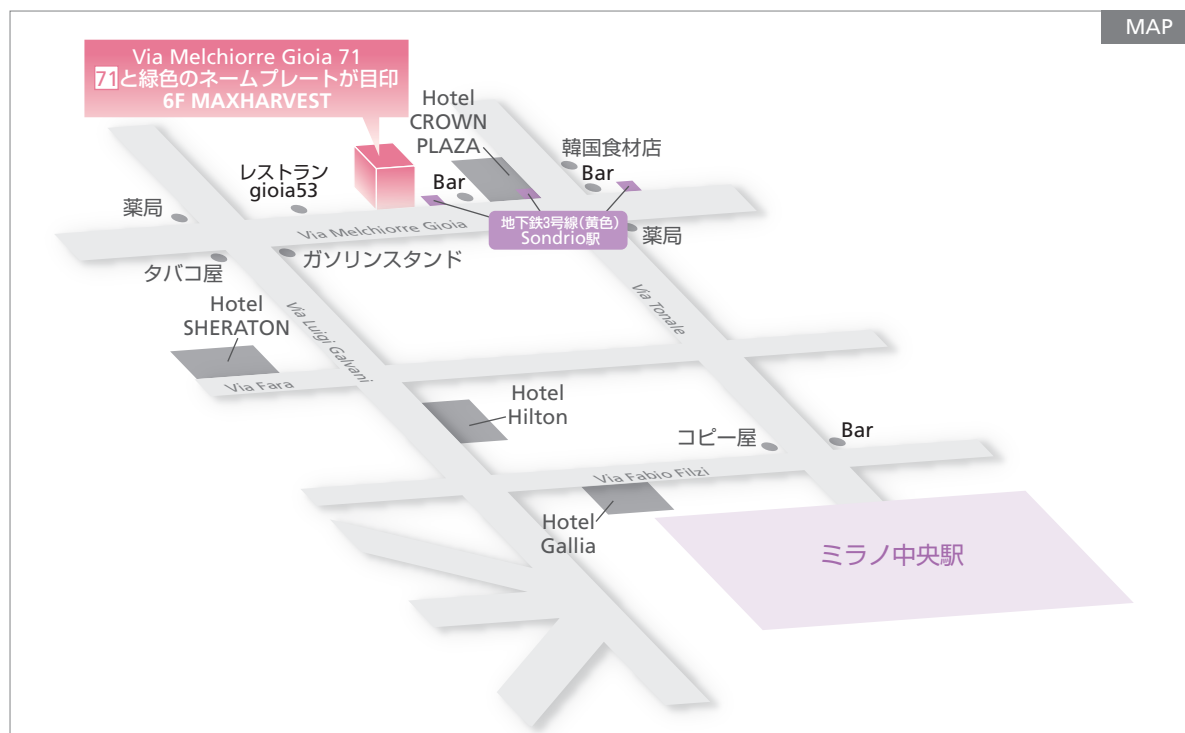 MAP
Via Melchiorre Gioia 71
71と緑色のネームプレートが目印
6F MAXHARVEST
Hotel
CROWN
PLAZA
韓国食材店
Bar
レストラン
gioia53
Bar
薬局
地下鉄3号線(黄色)
Sondrio駅
薬局
Via Melchiorre Gioia
ガソリンスタンド
タバコ屋
Hotel
SHERATON
Via Luigi Galvani
Via Tonale
Via Fara
Hotel
Hilton
コピー屋
Bar
Via Fabio Filzi
Hotel
Gallia
ミラノ中央駅